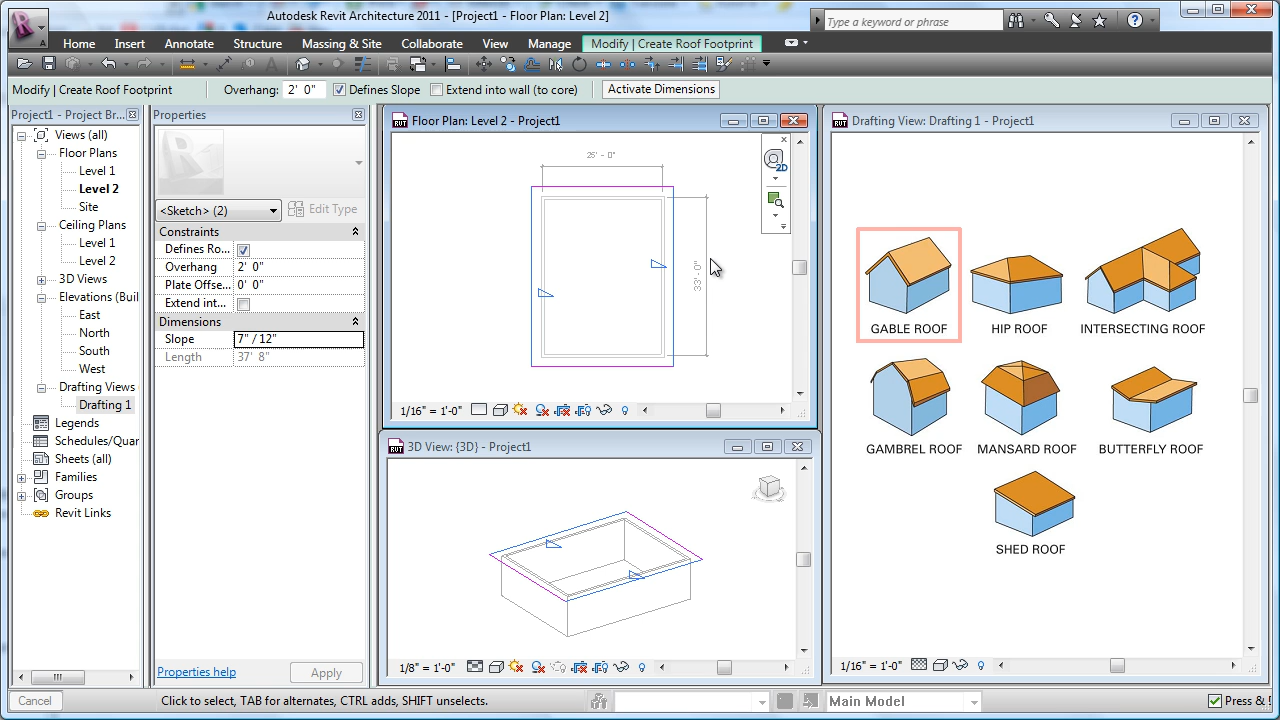 Autodesk Revit Architecture 2011 - [Project1 - Floor Plan: Level 2]
Type a keyword or phrase
Home Insert Annotate Structure Massing & Site Collaborate View Manage Modify | Create Roof Footprint
Modify | Create Roof Footprint Overhang: 2' 0" Defines Slope Extend into wall (to core) Activate Dimensions
Project1 - Project Br...
Views (all)
Floor Plans
Level 1
Level 2
Site
Ceiling Plans
Level 1
Level 2
3D Views
Elevations (Buil
East
North
South
West
Drafting Views
Drafting 1
Legends
Schedules/Quar
Sheets (all)
Families
Groups
Revit Links
Properties
<Sketch> (2) Edit Type
Constraints
Defines Ro...
Overhang 2' 0"
Plate Offse... 0' 0"
Extend int...
Dimensions
Slope 7" / 12"
Length 37' 8"
Properties help Apply
Floor Plan: Level 2 - Project1
2D
25' - 0"
33' - 0"
1/16" = 1'-0"
3D View: {3D} - Project1
1/8" = 1'-0"
Drafting View: Drafting 1 - Project1
GABLE ROOF HIP ROOF INTERSECTING ROOF
GAMBREL ROOF MANSARD ROOF BUTTERFLY ROOF
SHED ROOF
1/16" = 1'-0"
Cancel Click to select, TAB for alternates, CTRL adds, SHIFT unselects. Main Model Press &